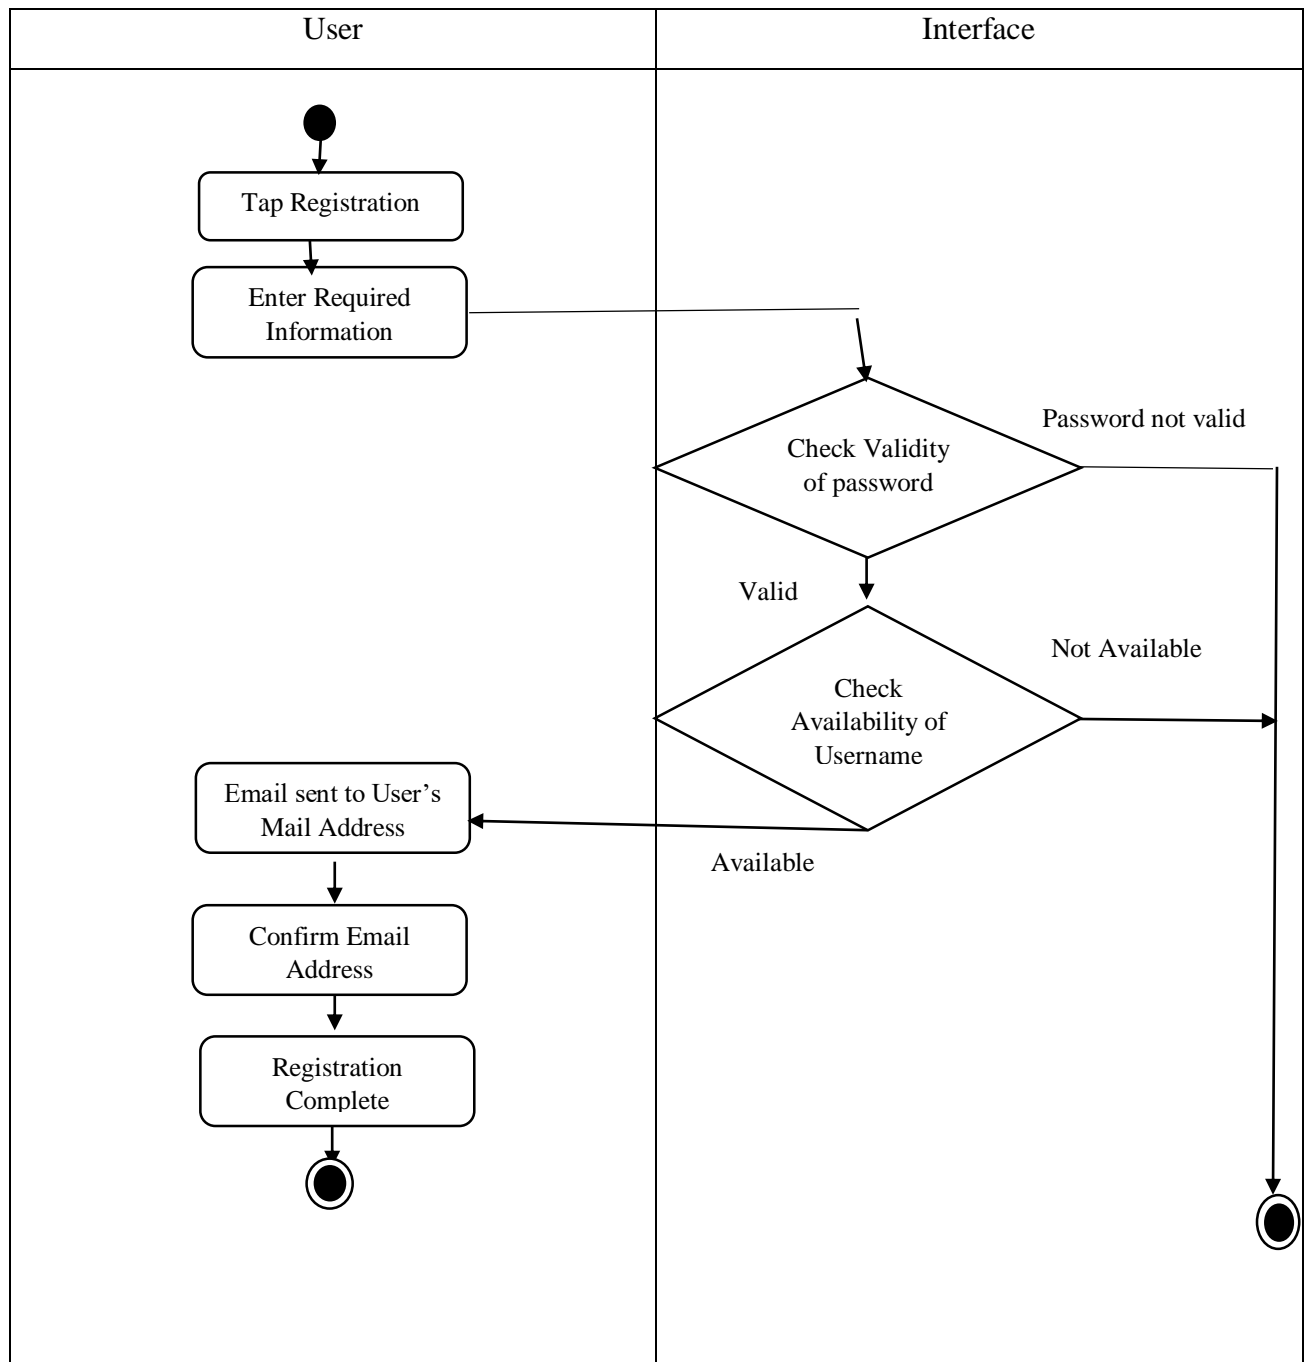 User
Interface
Tap Registration
Enter Required
Information
Password not valid
Check Validity
of password
Valid
Not Available
Check
Availability of
Username
Email sent to User’s
Mail Address
Available
Confirm Email
Address
Registration
Complete